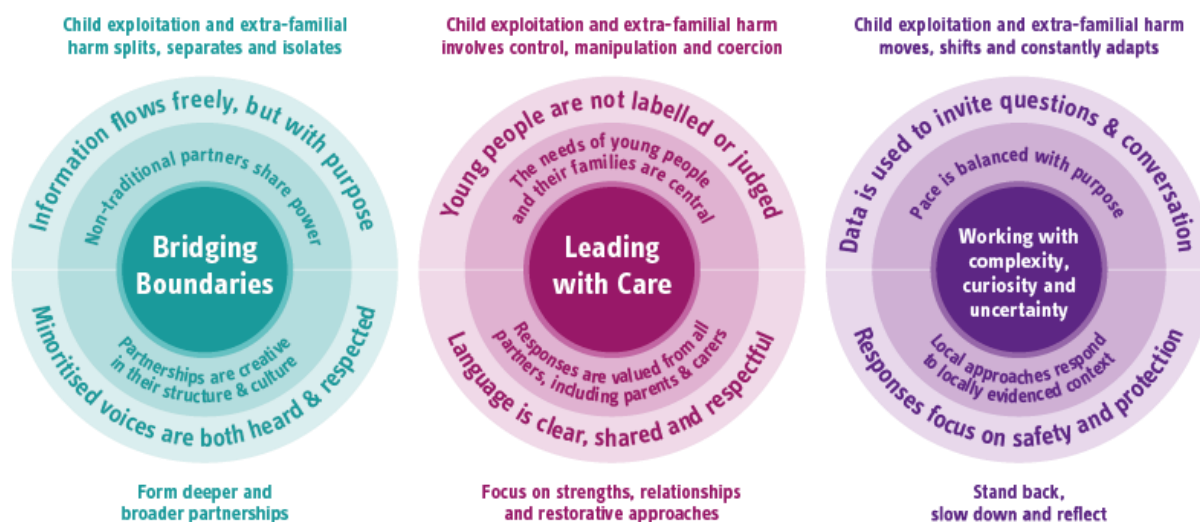 Child exploitation and extra-familial
harm splits, separates and isolates
Information flows freely, but with purpose
Non-traditional partners share power
Bridging
Boundaries
Partnerships are creative
in their structure & culture
Minoritised voices are both heard & respected
Form deeper and
broader partnerships
Child exploitation and extra-familial harm
involves control, manipulation and coercion
Young people are not labelled or judged
The needs of young people
and their families are central
Leading
with Care
Responses are valued from all
partners, including parents & carers
Language is clear, shared and respectful
Focus on strengths, relationships
and restorative approaches
Child exploitation and extra-familial harm
moves, shifts and constantly adapts
Data is used to invite questions & conversation
Pace is balanced with purpose
Working with
complexity,
curiosity and
uncertainty
Local approaches respond
to locally evidenced context
Responses focus on safety and protection
Stand back,
slow down and reflect